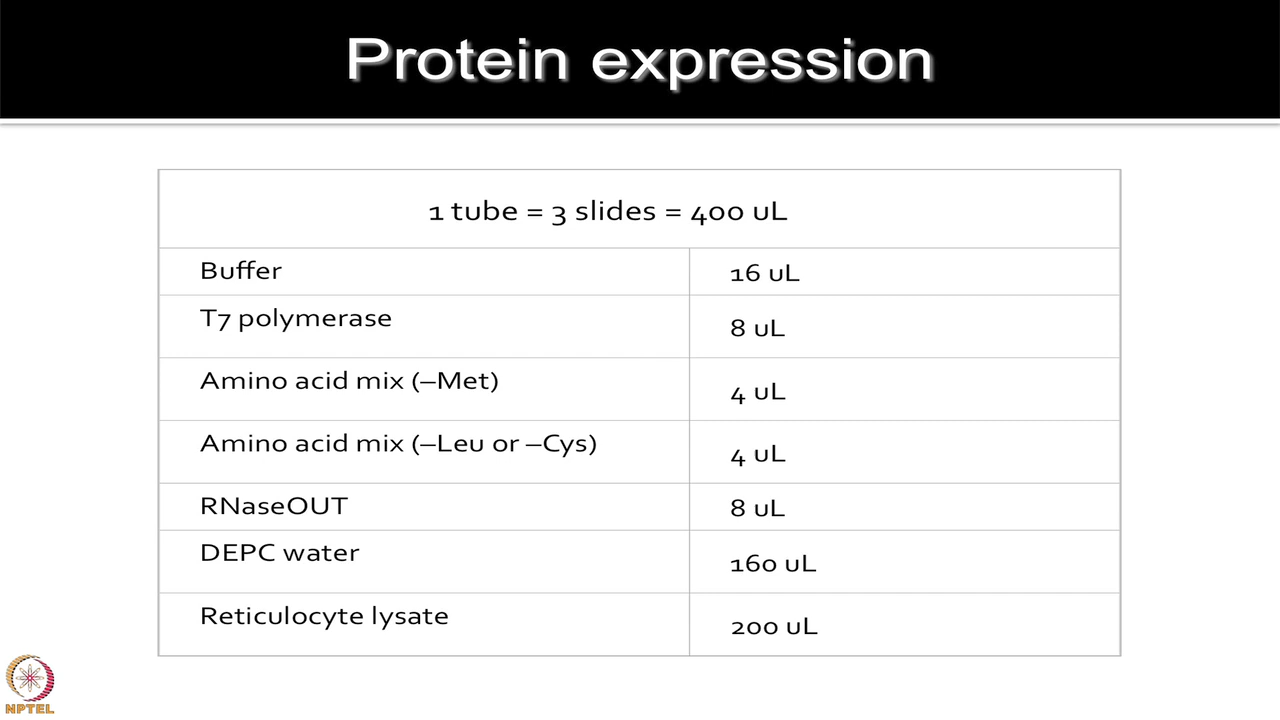 Protein expression
1 tube = 3 slides = 400 uL
Buffer 16 uL
T7 polymerase 8 uL
Amino acid mix (–Met) 4 uL
Amino acid mix (–Leu or –Cys) 4 uL
RNaseOUT 8 uL
DEPC water 160 uL
Reticulocyte lysate 200 uL
NPTEL